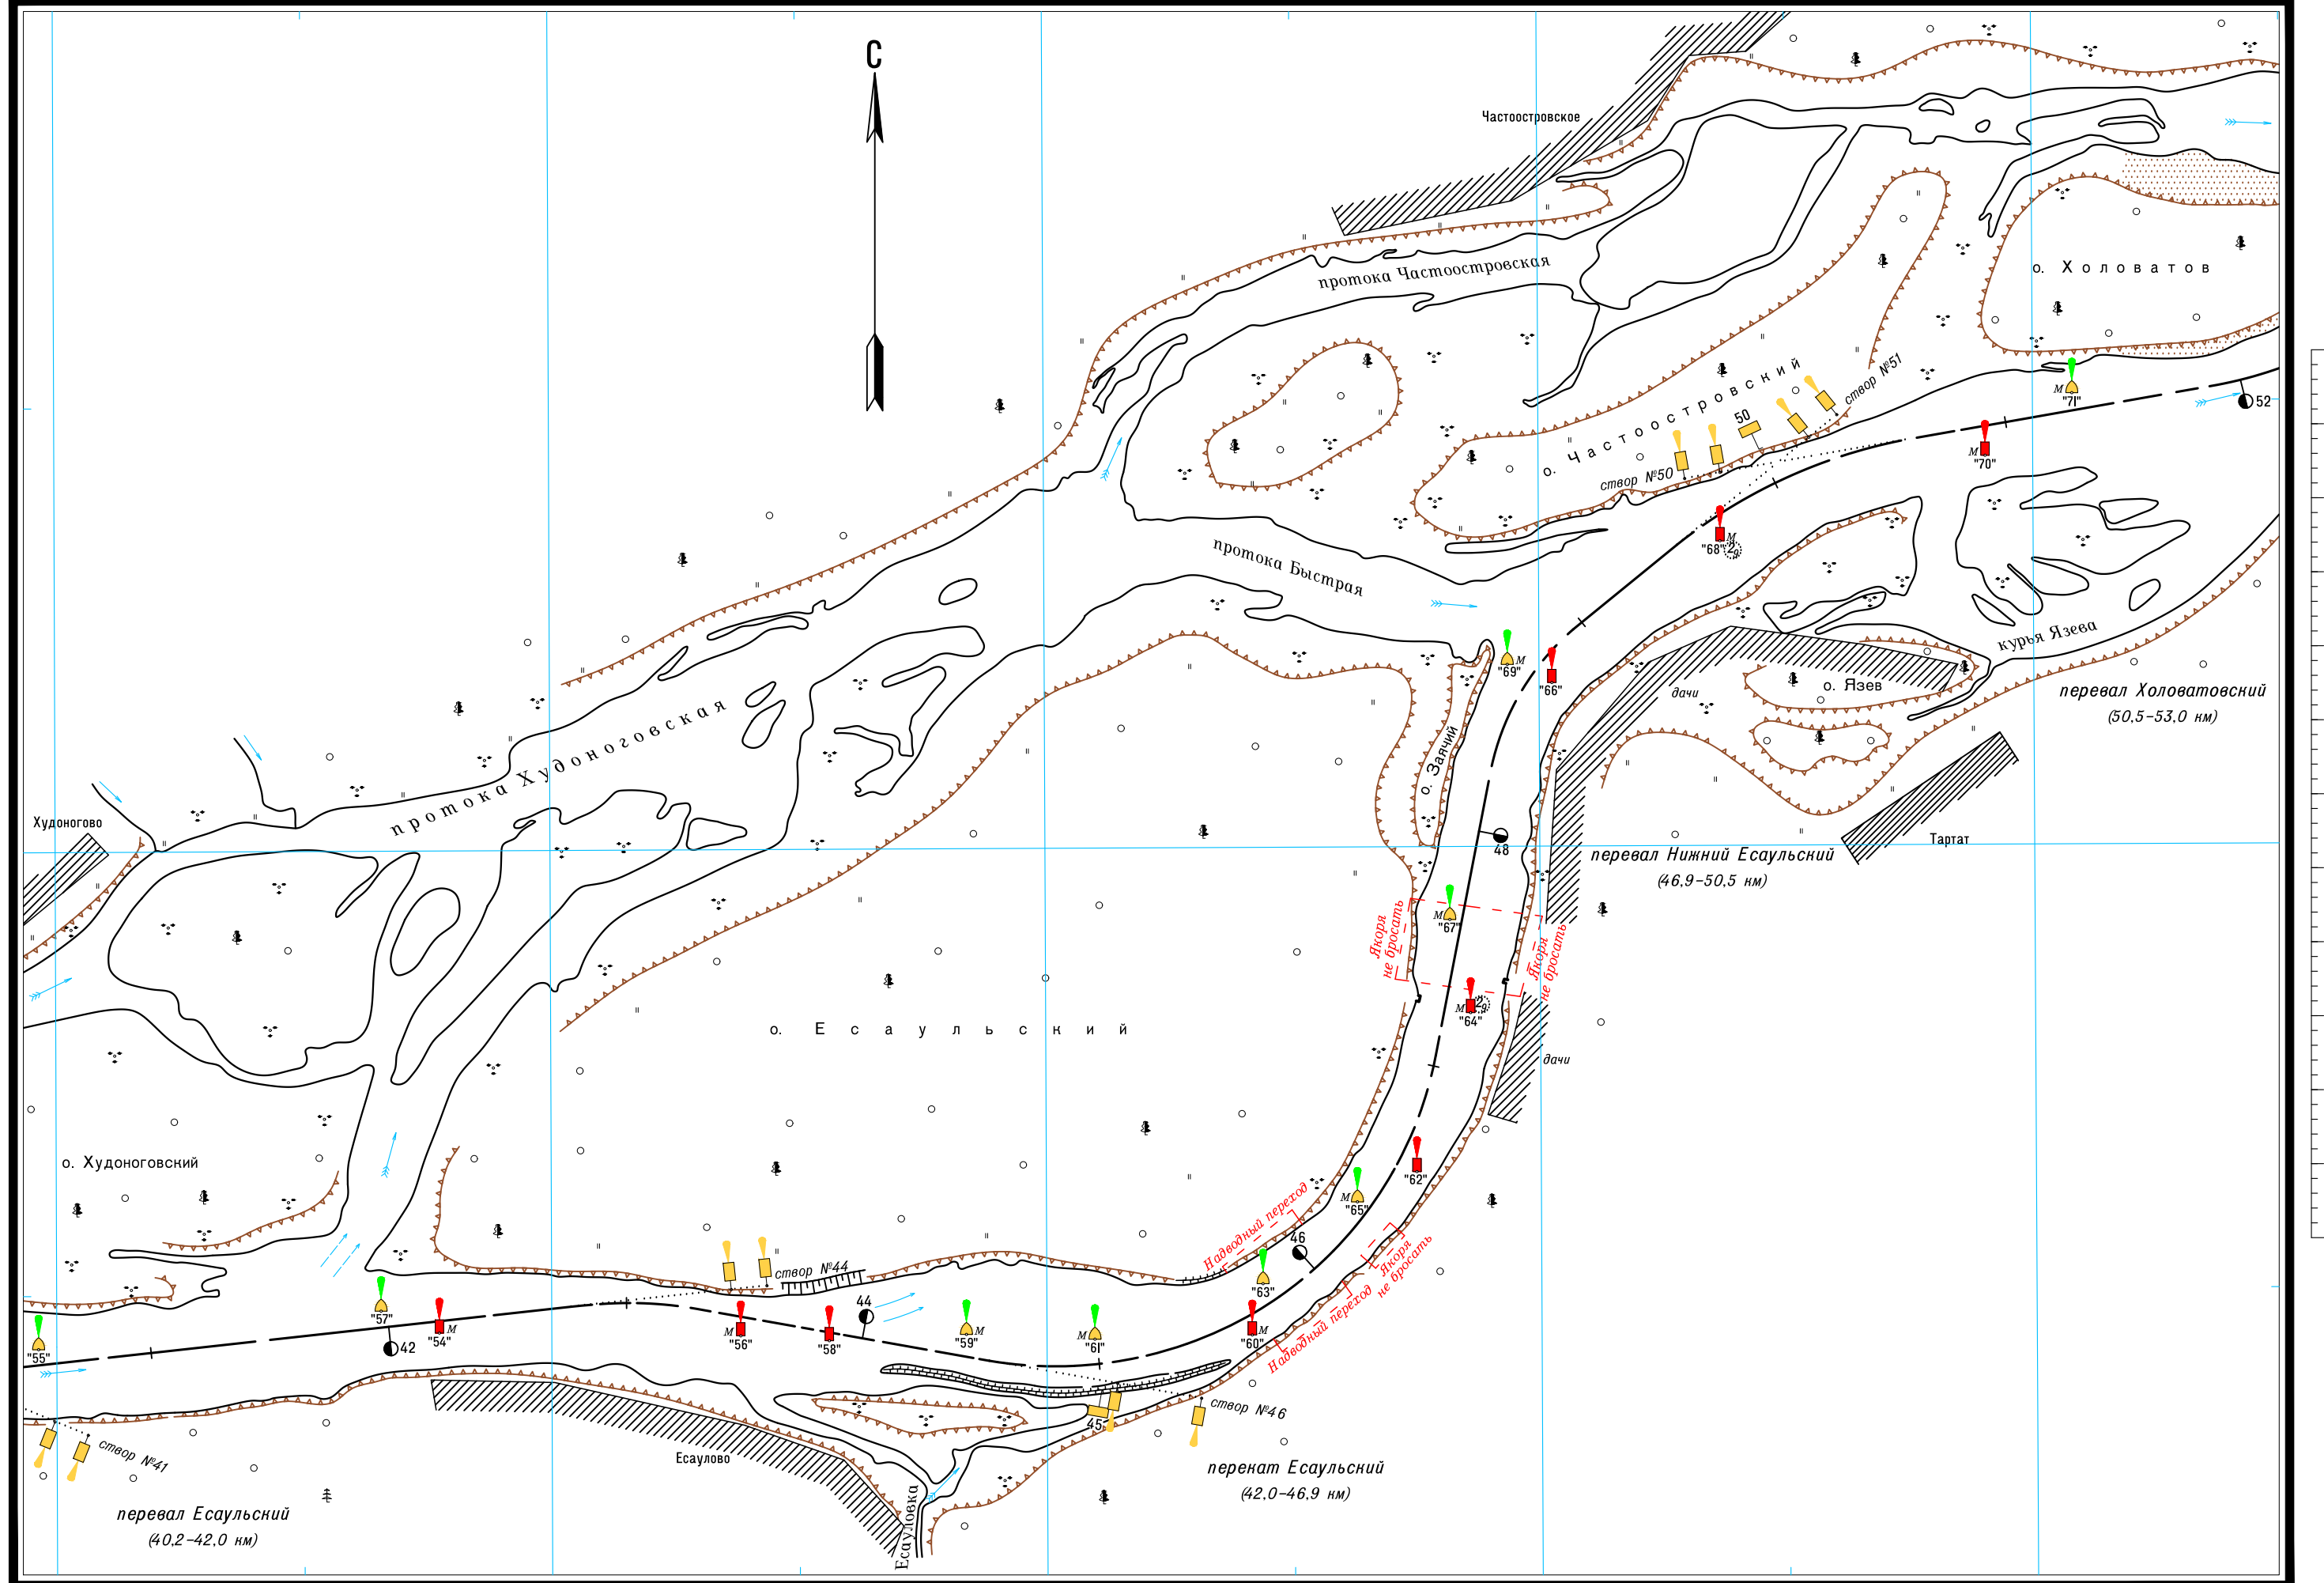 С
Частоостровское
протока Частоостровская
о. Холоватов
о. Частоостровский
створ №51
50
створ №50
М
"71"
52
М
"70"
М
"68"
2
9
протока Быстрая
"69"
М
"66"
курья Язева
дачи
о. Язев
перевал Холоватовский
(50,5–53,0 км)
протока Худоноговская
о. Заячий
Худоногово
Тартат
48
перевал Нижний Есаульский
(46,9–50,5 км)
М
"67"
Якоря
не бросать
Якоря
не бросать
М
"64"
2
9
о. Есаульский
дачи
о. Худоноговский
"62"
М
"65"
Надводный переход
46
Якоря
не бросать
створ №44
"63"
Надводный переход
"57"
"55"
42
"54"
М
"56"
"58"
44
"59"
М
М
"61"
"60"
М
45
створ №46
створ №41
Есаулово
Есауловка
перекат Есаульский
(42,0–46,9 км)
перевал Есаульский
(40,2–42,0 км)